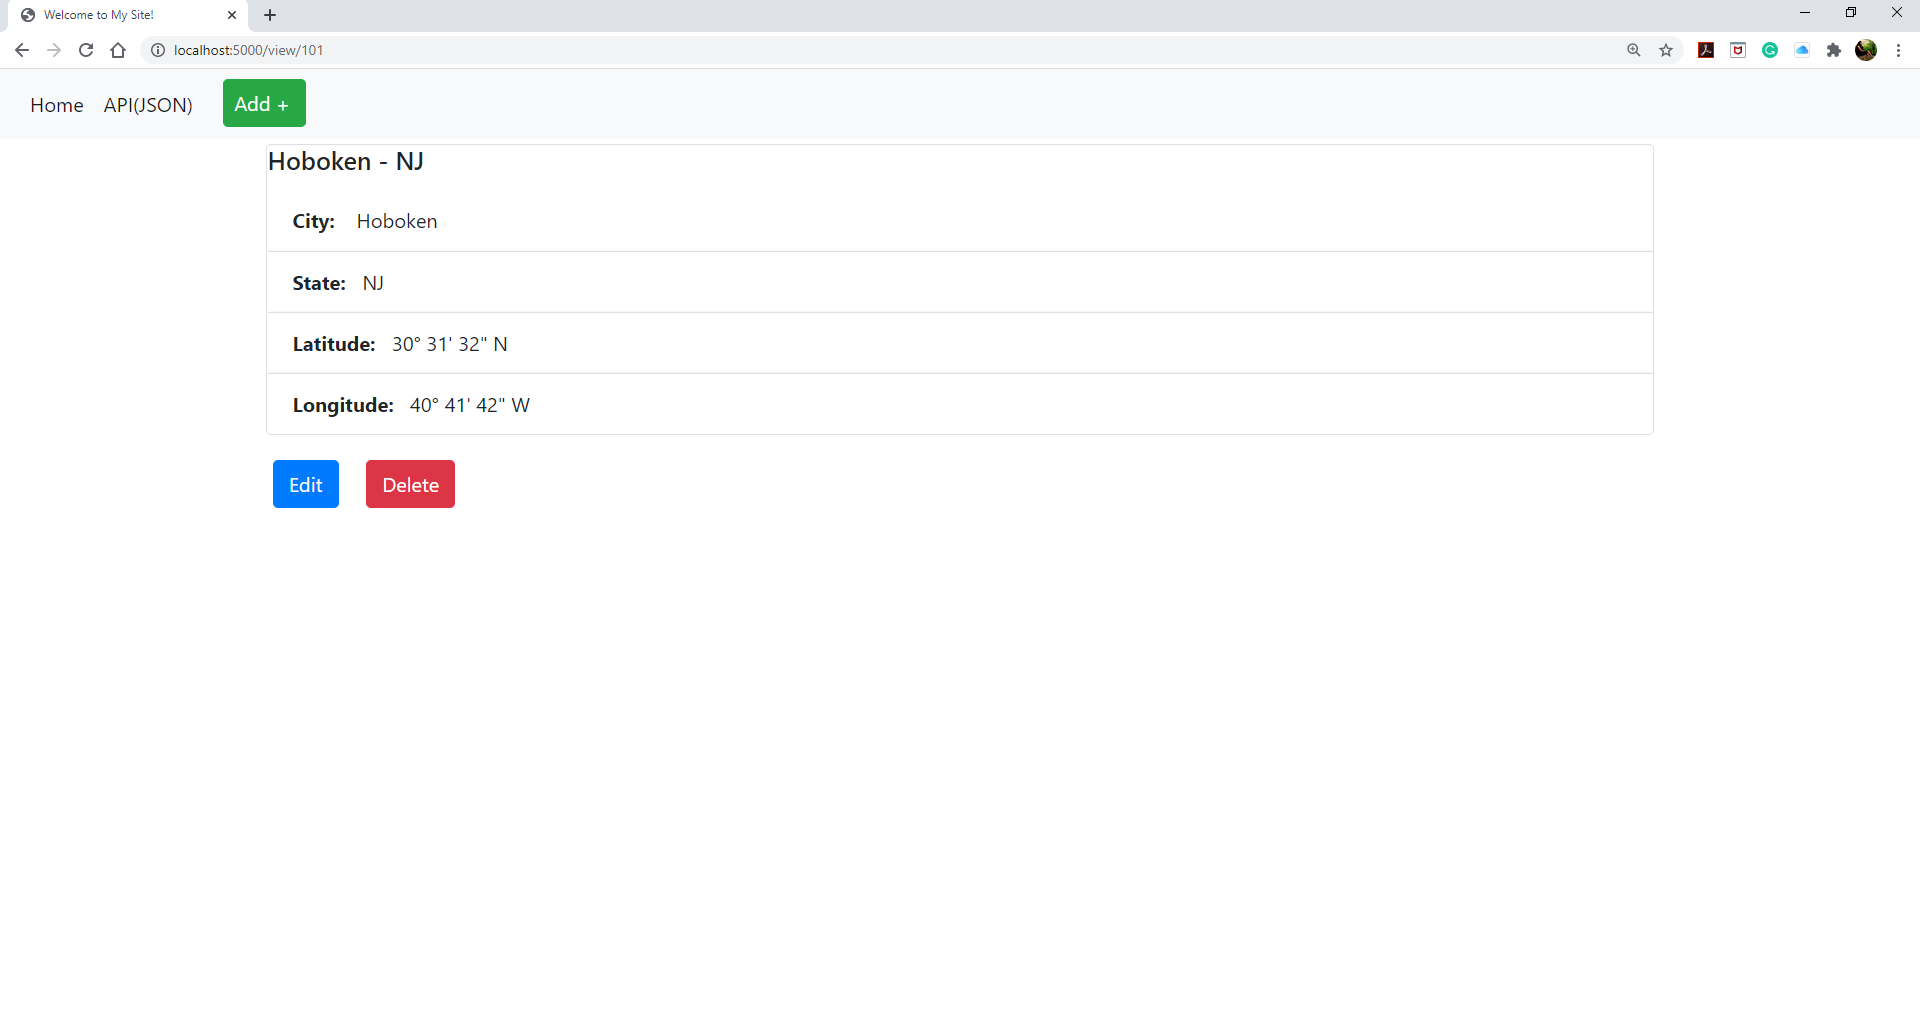 Welcome to My Site!
localhost:5000/view/101
Home API(JSON) Add +
Hoboken - NJ
City: Hoboken
State: NJ
Latitude: 30° 31' 32" N
Longitude: 40° 41' 42" W
Edit Delete